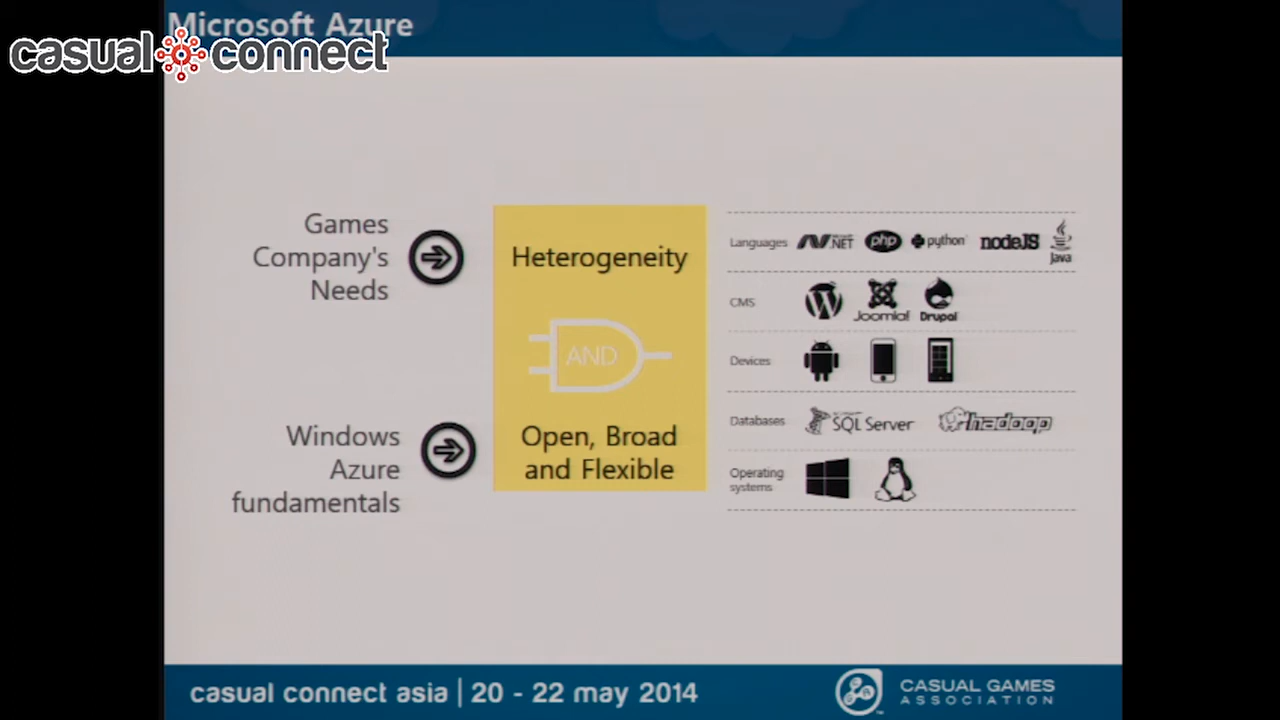 Microsoft Azure
casual connect
Games
Company's
Needs
Heterogeneity
AND
Windows
Azure
fundamentals
Open, Broad
and Flexible
Languages .NET php python nodeJS Java
CMS Joomla! Drupal
Devices
Databases SQL Server hadoop
Operating
systems
casual connect asia | 20 - 22 may 2014
CASUAL GAMES
ASSOCIATION